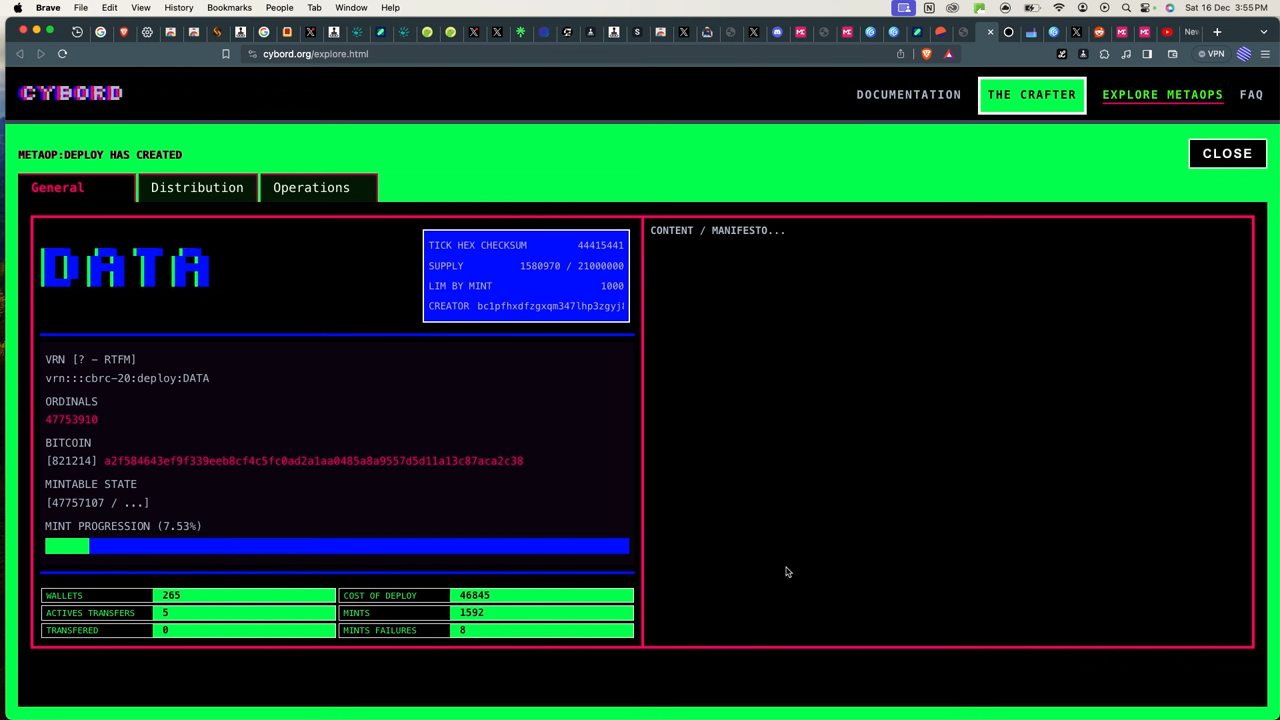 Brave File Edit View History Bookmarks People Tab Window Help
Sat 16 Dec 3:55PM
cybord.org/explore.html
VPN
CYBORD
DOCUMENTATION THE CRAFTER EXPLORE METAOPS FAQ
METAOP:DEPLOY HAS CREATED
CLOSE
General Distribution Operations
DATA
TICK HEX CHECKSUM 44415441
SUPPLY 1580970 / 21000000
LIM BY MINT 1000
CREATOR bc1pfhxdfzgxqm347lhp3zgyj
CONTENT / MANIFESTO...
VRN [? - RTFM]
vrn:::cbrc-20:deploy:DATA
ORDINALS
47753910
BITCOIN
[821214] a2f584643ef9f339eeb8cf4c5fc0ad2a1aa0485a8a9557d5d11a13c87aca2c38
MINTABLE STATE
[47757107 / ...]
MINT PROGRESSION (7.53%)
WALLETS 265 COST OF DEPLOY 46845
ACTIVES TRANSFERS 5 MINTS 1592
TRANSFERED 0 MINTS FAILURES 8